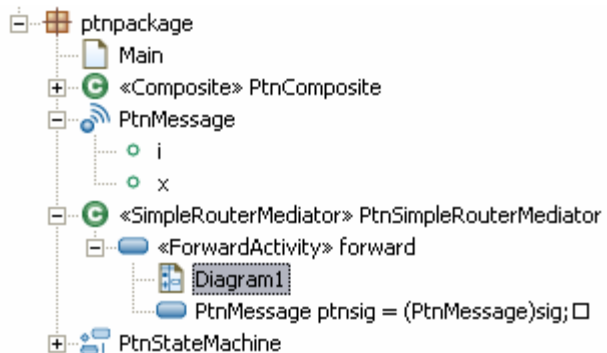 ptnpackage
Main
«Composite» PtnComposite
PtnMessage
i
x
«SimpleRouterMediator» PtnSimpleRouterMediator
«ForwardActivity» forward
Diagram1
PtnMessage ptnsig = (PtnMessage)sig;□
PtnStateMachine